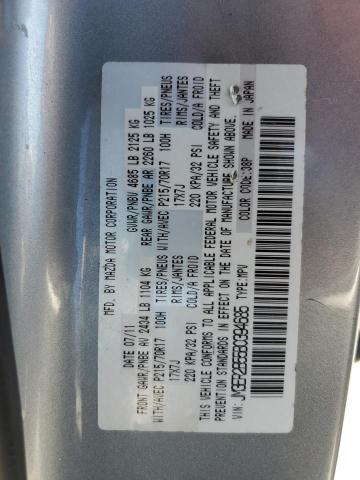 MFD. BY MAZDA MOTOR CORPORATION
DATE 07/11 GVWR/PNBV 4685 LB 2125 KG
FRONT GAWR/PNBE AV 2434 LB 1104 KG REAR GAWR/PNBE AR 2260 LB 1025 KG
WITH/AVEC P215/70R17 100H TIRES/PNEUS WITH/AVEC P215/70R17 100H TIRES/PNEUS
17X7J RIMS/JANTES 17X7J RIMS/JANTES
220 KPA/32 PSI COLD/A FROID 220 KPA/32 PSI COLD/A FROID
THIS VEHICLE CONFORMS TO ALL APPLICABLE FEDERAL MOTOR VEHICLE SAFETY AND THEFT
PREVENTION STANDARDS IN EFFECT ON THE DATE OF MANUFACTURE SHOWN ABOVE.
VIN: TYPE:MPV COLOR CODE:38P MADE IN JAPAN